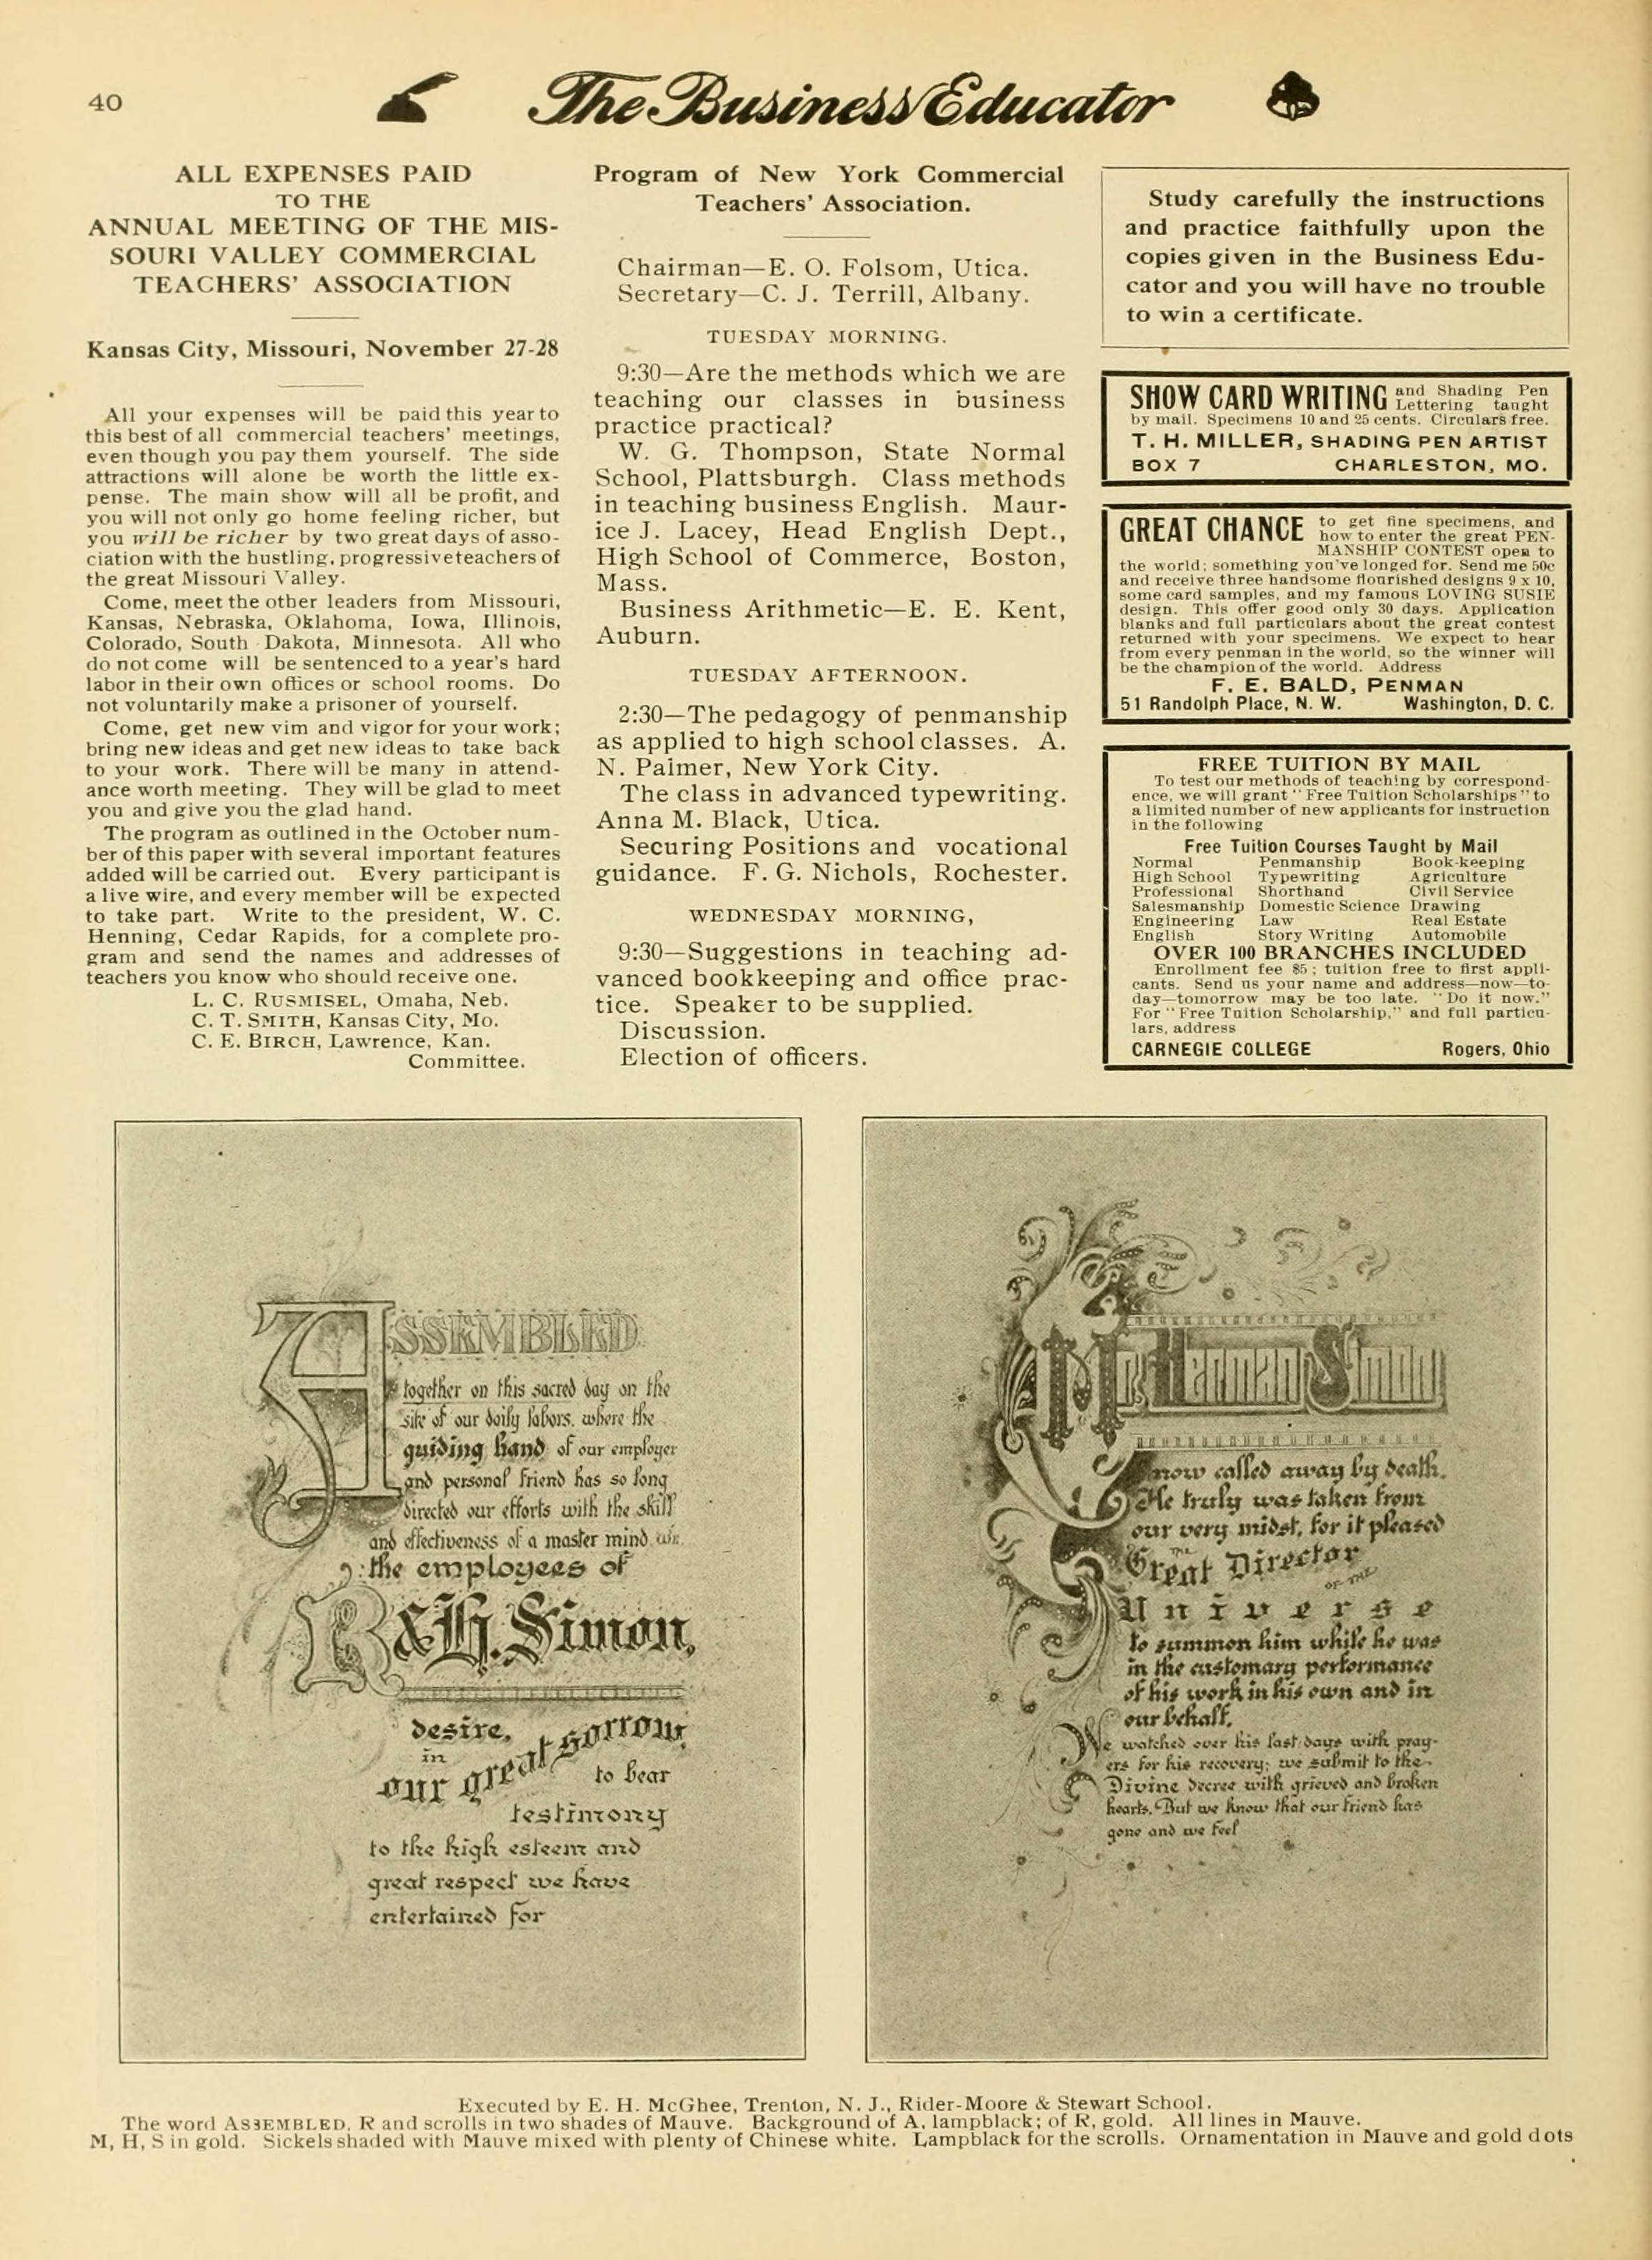 40
The Business Educator
ALL EXPENSES PAID
TO THE
ANNUAL MEETING OF THE MIS-
SOURI VALLEY COMMERCIAL
TEACHERS' ASSOCIATION
Kansas City, Missouri, November 27-28
All your expenses will be paid this year to
this best of all commercial teachers' meetings,
even though you pay them yourself. The side
attractions will alone be worth the little ex-
pense. The main show will all be profit, and
you will not only go home feeling richer, but
you will be richer by two great days of asso-
ciation with the hustling, progressive teachers of
the great Missouri Valley.
Come, meet the other leaders from Missouri,
Kansas, Nebraska, Oklahoma, Iowa, Illinois,
Colorado, South Dakota, Minnesota. All who
do not come will be sentenced to a year's hard
labor in their own offices or school rooms. Do
not voluntarily make a prisoner of yourself.
Come, get new vim and vigor for your work;
bring new ideas and get new ideas to take back
to your work. There will be many in attend-
ance worth meeting. They will be glad to meet
you and give you the glad hand.
The program as outlined in the October num-
ber of this paper with several important features
added will be carried out. Every participant is
a live wire, and every member will be expected
to take part. Write to the president, W. C.
Henning, Cedar Rapids, for a complete pro-
gram and send the names and addresses of
teachers you know who should receive one.
L. C. RUSMISEL, Omaha, Neb.
C. T. SMITH, Kansas City, Mo.
C. E. BIRCH, Lawrence, Kan.
Committee.
Program of New York Commercial
Teachers' Association.
Chairman—E. O. Folsom, Utica.
Secretary—C. J. Terrill, Albany.
TUESDAY MORNING.
9:30—Are the methods which we are
teaching our classes in business
practice practical?
W. G. Thompson, State Normal
School, Plattsburgh. Class methods
in teaching business English. Maur-
ice J. Lacey, Head English Dept.,
High School of Commerce, Boston,
Mass.
Business Arithmetic—E. E. Kent,
Auburn.
TUESDAY AFTERNOON.
2:30—The pedagogy of penmanship
as applied to high school classes. A.
N. Palmer, New York City.
The class in advanced typewriting.
Anna M. Black, Utica.
Securing Positions and vocational
guidance. F. G. Nichols, Rochester.
WEDNESDAY MORNING,
9:30—Suggestions in teaching ad-
vanced bookkeeping and office prac-
tice. Speaker to be supplied.
Discussion.
Election of officers.
Study carefully the instructions
and practice faithfully upon the
copies given in the Business Edu-
cator and you will have no trouble
to win a certificate.
SHOW CARD WRITING and Shading Pen
Lettering taught
by mail. Specimens 10 and 25 cents. Circulars free.
T. H. MILLER, SHADING PEN ARTIST
BOX 7 CHARLESTON, MO.
GREAT CHANCE to get fine specimens, and
how to enter the great PEN-
MANSHIP CONTEST open to
the world; something you've longed for. Send me 50c
and receive three handsome flourished designs 9 x 10,
some card samples, and my famous LOVING SUSIE
design. This offer good only 30 days. Application
blanks and full particulars about the great contest
returned with your specimens. We expect to hear
from every penman in the world, so the winner will
be the champion of the world. Address
F. E. BALD, PENMAN
51 Randolph Place, N. W. Washington, D. C.
FREE TUITION BY MAIL
To test our methods of teaching by correspond-
ence, we will grant "Free Tuition Scholarships" to
a limited number of new applicants for instruction
in the following
Free Tuition Courses Taught by Mail
Normal Penmanship Book-keeping
High School Typewriting Agriculture
Professional Shorthand Civil Service
Salesmanship Domestic Science Drawing
Engineering Law Real Estate
English Story Writing Automobile
OVER 100 BRANCHES INCLUDED
Enrollment fee $5; tuition free to first appli-
cants. Send us your name and address—now—to-
day—tomorrow may be too late. "Do it now."
For "Free Tuition Scholarship," and full particu-
lars, address
CARNEGIE COLLEGE Rogers, Ohio
ASSEMBLED
together on this sacred day on the
site of our daily labors, where the
guiding hand of our employer
and personal friend has so long
directed our efforts with the skill
and effectiveness of a master mind we,
the employees of
R & H. Simon,
desire,
in
our great sorrow,
to bear
testimony
to the high esteem and
great respect we have
entertained for
Mr. Herman Simon,
now called away by death.
He truly was taken from
our very midst, for it pleased
THE
Great Director
OF THE
Universe
to summon him while he was
in the customary performance
of his work in his own and in
our behalf.
We watched over his last days with pray-
ers for his recovery; we submit to the
Divine decree with grieved and broken
hearts. But we know that our friend has
gone and we feel
Executed by E. H. McGhee, Trenton, N. J., Rider-Moore & Stewart School.
The word ASSEMBLED, R and scrolls in two shades of Mauve. Background of A, lampblack; of R, gold. All lines in Mauve.
M, H, S in gold. Sickels shaded with Mauve mixed with plenty of Chinese white. Lampblack for the scrolls. Ornamentation in Mauve and gold dots